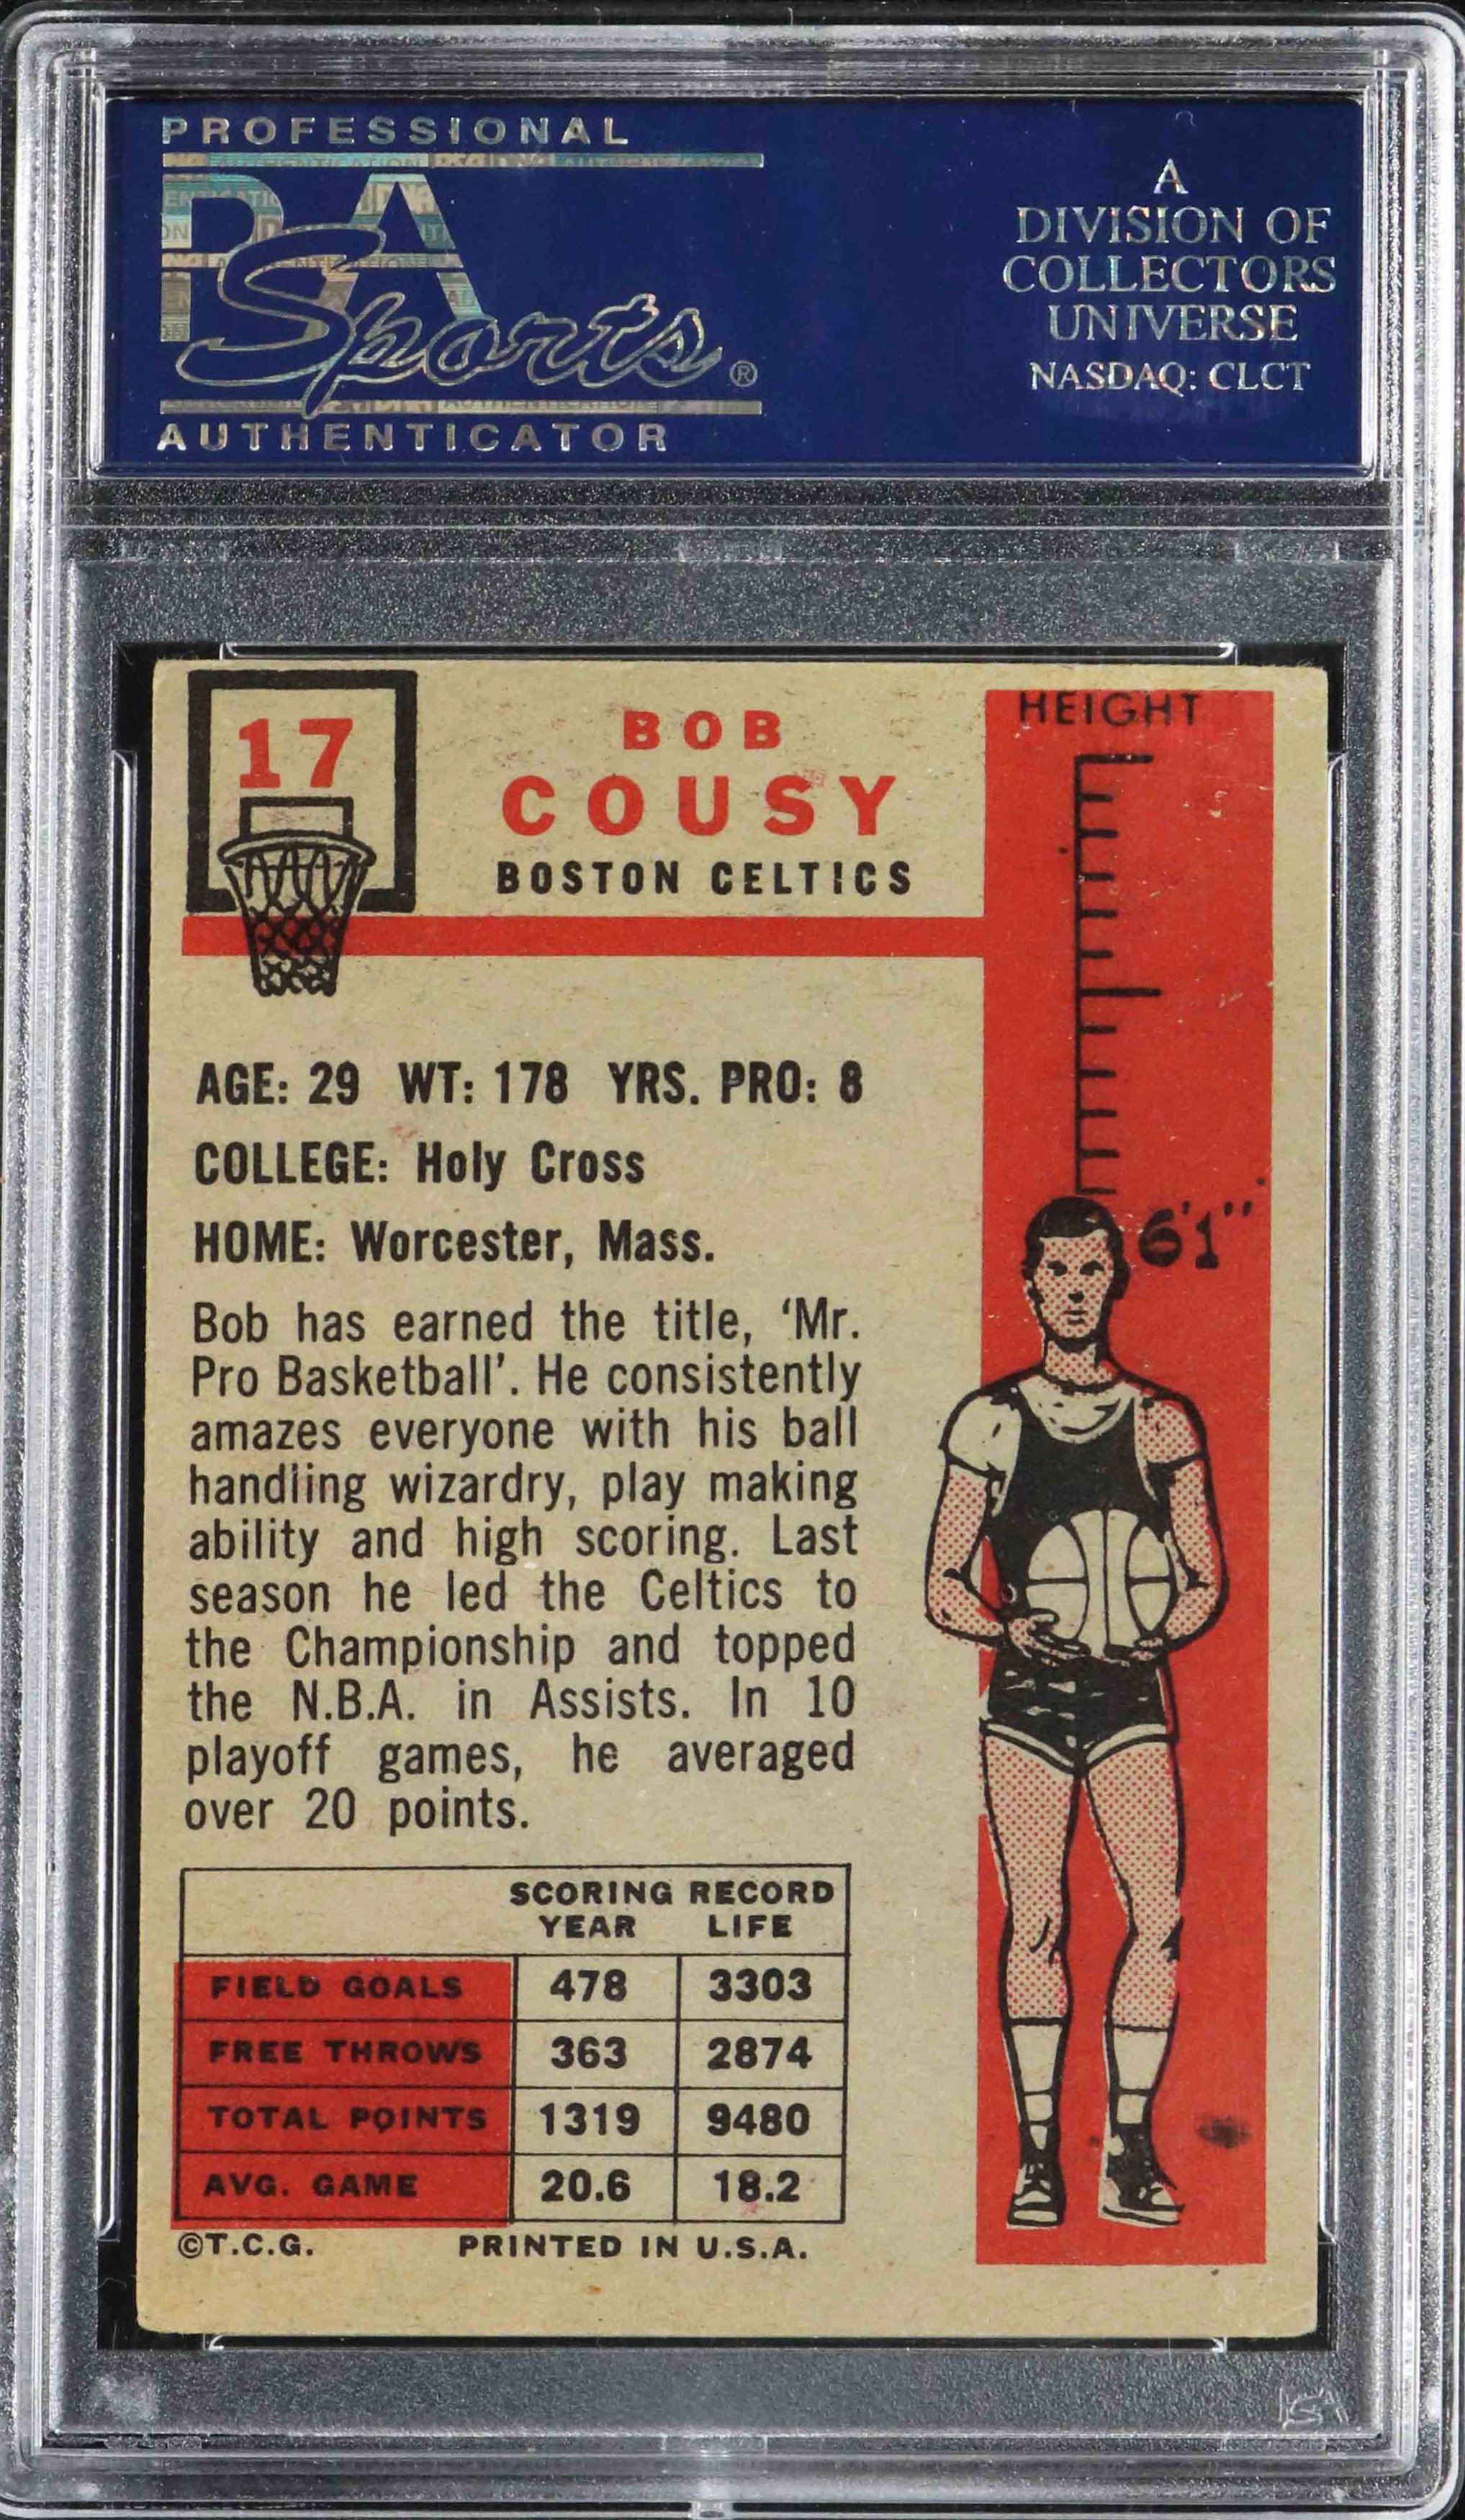 PROFESSIONAL
PSA
Sports®
AUTHENTICATOR
A
DIVISION OF
COLLECTORS
UNIVERSE
NASDAQ: CLCT
17
BOB
COUSY
BOSTON CELTICS
HEIGHT
6'1"
AGE: 29 WT: 178 YRS. PRO: 8
COLLEGE: Holy Cross
HOME: Worcester, Mass.
Bob has earned the title, ‘Mr.
Pro Basketball’. He consistently
amazes everyone with his ball
handling wizardry, play making
ability and high scoring. Last
season he led the Celtics to
the Championship and topped
the N.B.A. in Assists. In 10
playoff games, he averaged
over 20 points.
SCORING RECORD
YEAR LIFE
FIELD GOALS 478 3303
FREE THROWS 363 2874
TOTAL POINTS 1319 9480
AVG. GAME 20.6 18.2
©T.C.G. PRINTED IN U.S.A.